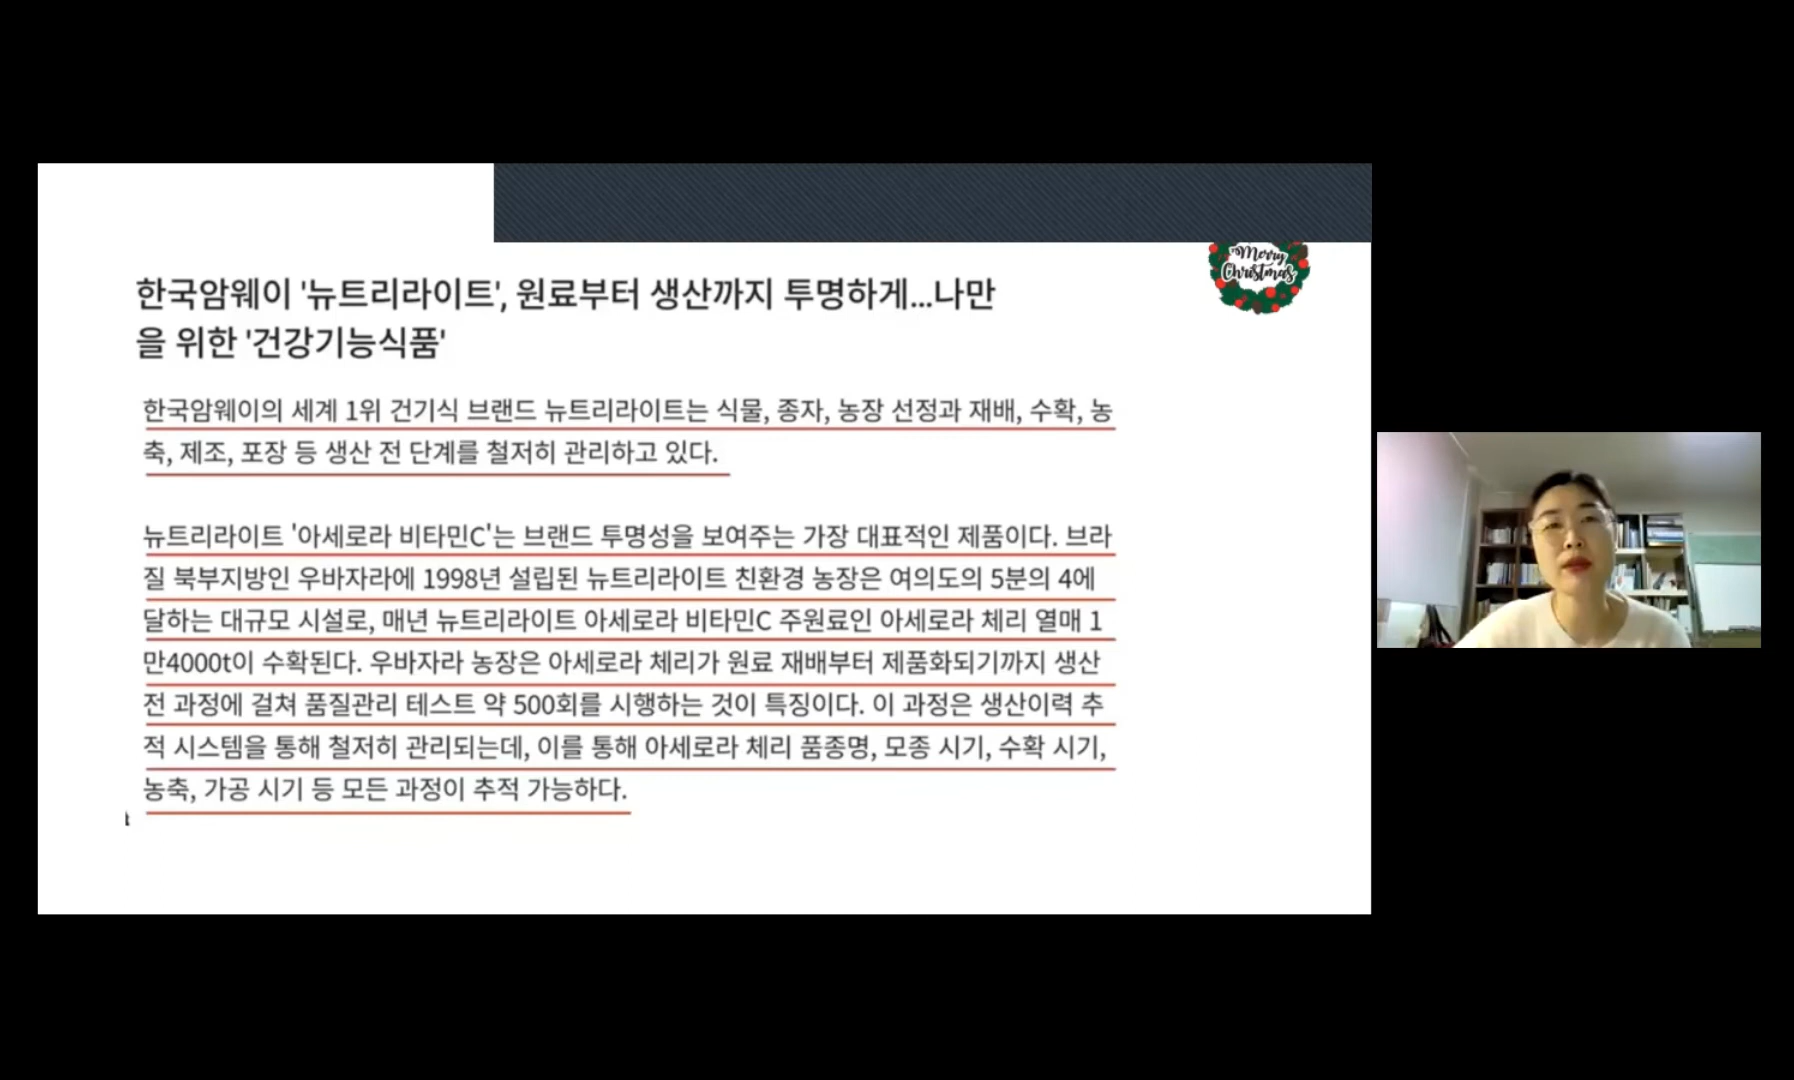 Merry
Christmas
한국암웨이 '뉴트리라이트', 원료부터 생산까지 투명하게...나만
을 위한 '건강기능식품'
한국암웨이의 세계 1위 건기식 브랜드 뉴트리라이트는 식물, 종자, 농장 선정과 재배, 수확, 농
축, 제조, 포장 등 생산 전 단계를 철저히 관리하고 있다.
뉴트리라이트 '아세로라 비타민C'는 브랜드 투명성을 보여주는 가장 대표적인 제품이다. 브라
질 북부지방인 우바자라에 1998년 설립된 뉴트리라이트 친환경 농장은 여의도의 5분의 4에
달하는 대규모 시설로, 매년 뉴트리라이트 아세로라 비타민C 주원료인 아세로라 체리 열매 1
만4000t이 수확된다. 우바자라 농장은 아세로라 체리가 원료 재배부터 제품화되기까지 생산
전 과정에 걸쳐 품질관리 테스트 약 500회를 시행하는 것이 특징이다. 이 과정은 생산이력 추
적 시스템을 통해 철저히 관리되는데, 이를 통해 아세로라 체리 품종명, 모종 시기, 수확 시기,
농축, 가공 시기 등 모든 과정이 추적 가능하다.